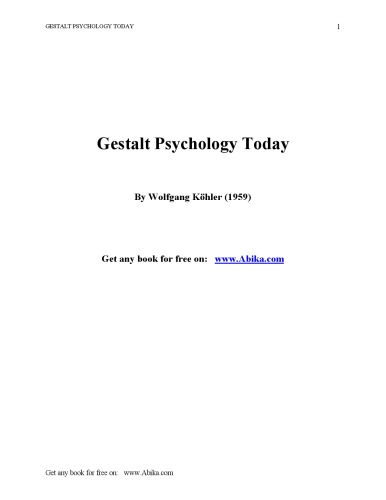 GESTALT PSYCHOLOGY TODAY 1
Gestalt Psychology Today
By Wolfgang Köhler (1959)
Get any book for free on: www.Abika.com
Get any book for free on: www.Abika.com